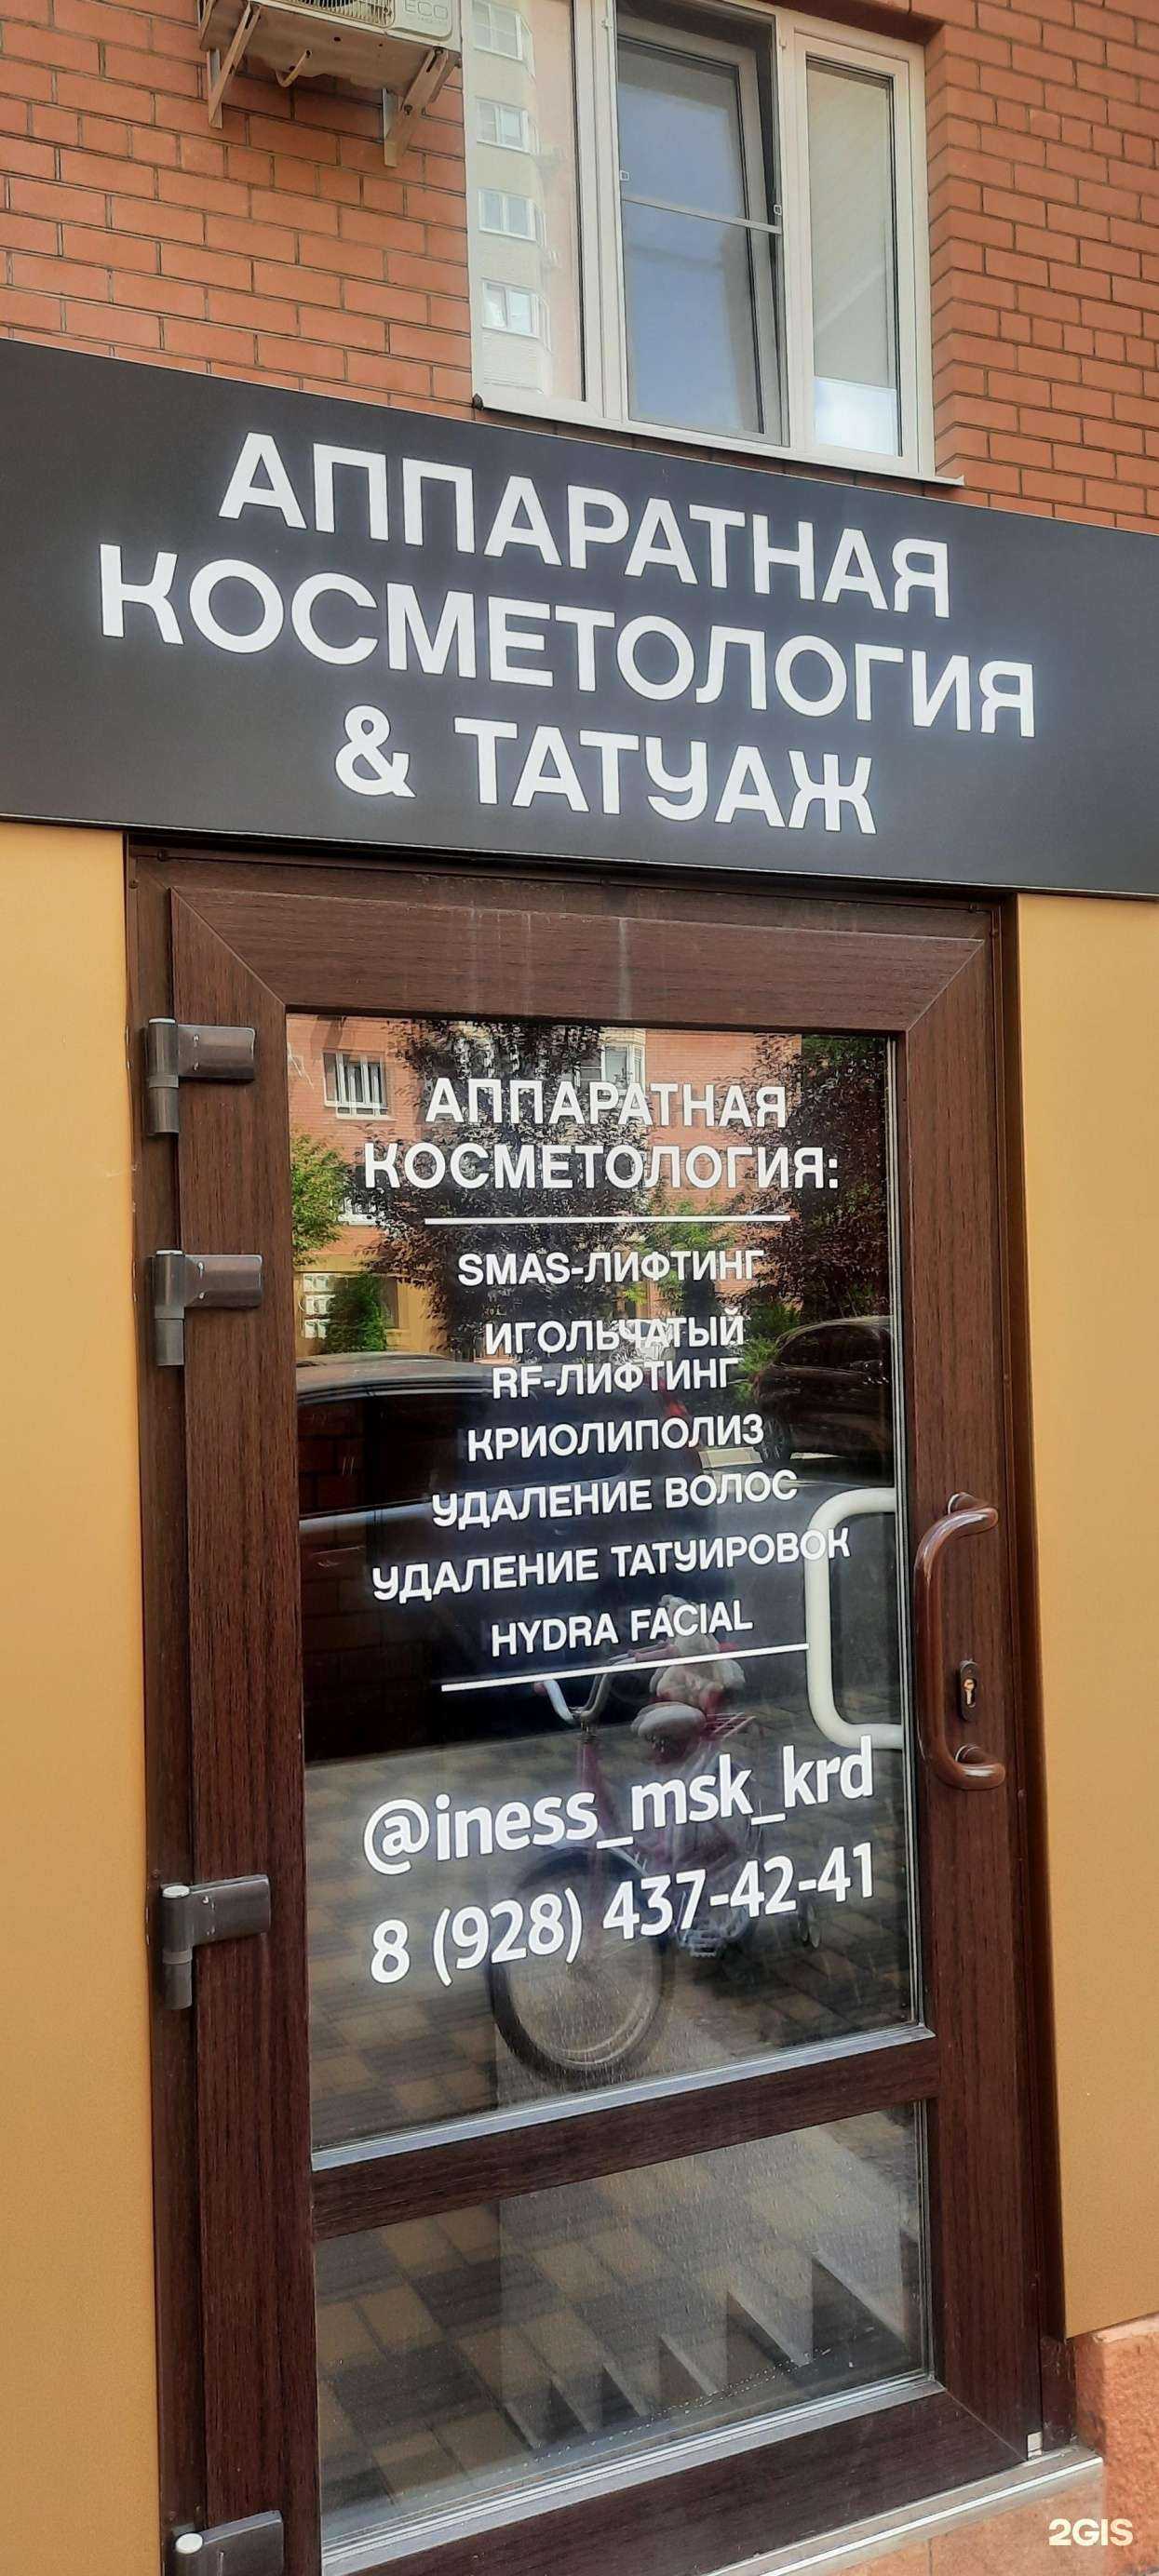 ECO
АППАРАТНАЯ
КОСМЕТОЛОГИЯ
& ТАТУАЖ
АППАРАТНАЯ
КОСМЕТОЛОГИЯ:
SMAS-ЛИФТИНГ
ИГОЛЬЧАТЫЙ
RF-ЛИФТИНГ
КРИОЛИПОЛИЗ
УДАЛЕНИЕ ВОЛОС
УДАЛЕНИЕ ТАТУИРОВОК
HYDRA FACIAL
@iness_msk_krd
8 (928) 437-42-41
2GIS